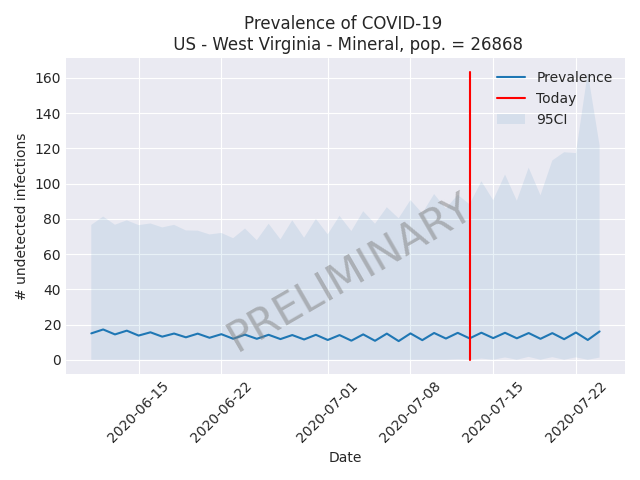 Prevalence of COVID-19
US - West Virginia - Mineral, pop. = 26868
# undetected infections
160
140
120
100
80
60
40
20
0
Prevalence
Today
95CI
PRELIMINARY
2020-06-15
2020-06-22
2020-07-01
2020-07-08
2020-07-15
2020-07-22
Date